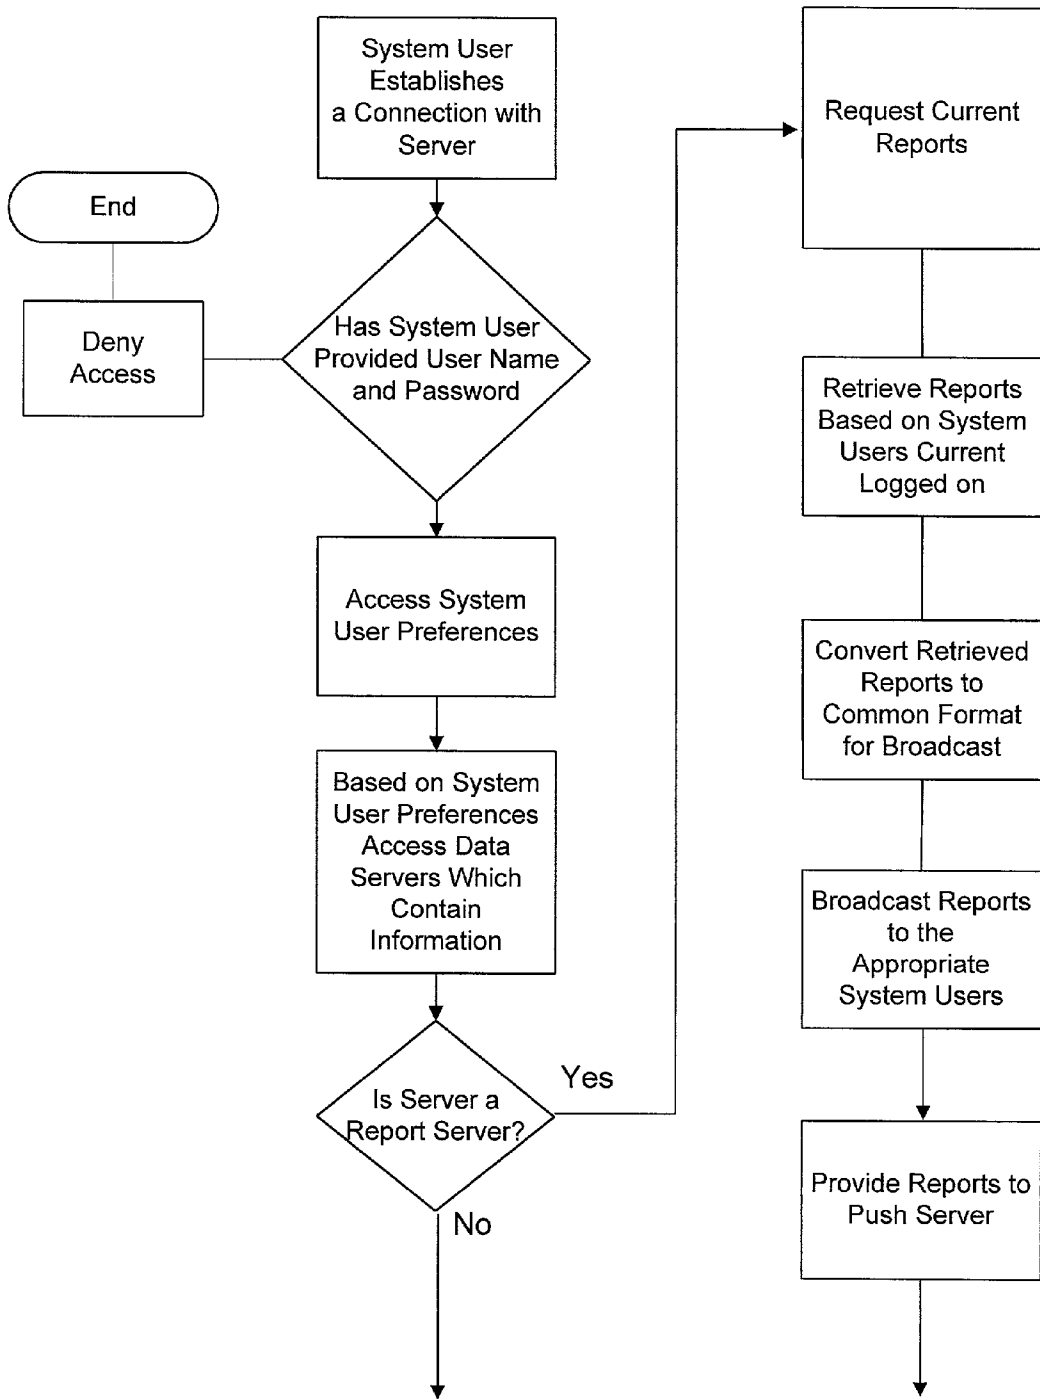 System User
Establishes
a Connection with
Server
End
Deny
Access
Has System User
Provided User Name
and Password
Access System
User Preferences
Based on System
User Preferences
Access Data
Servers Which
Contain
Information
Is Server a
Report Server?
Yes
No
Request Current
Reports
Retrieve Reports
Based on System
Users Current
Logged on
Convert Retrieved
Reports to
Common Format
for Broadcast
Broadcast Reports
to the
Appropriate
System Users
Provide Reports to
Push Server